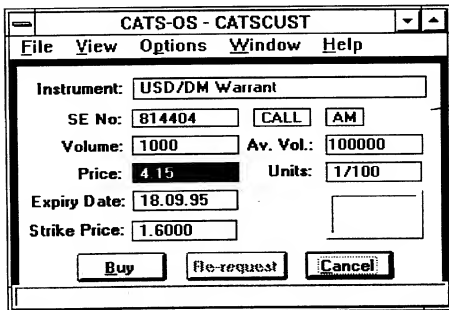 CATS-OS - CATSCUST
File View Options Window Help
Instrument: USD/DM Warrant
SE No: 814404 CALL AM
Volume: 1000 Av. Vol.: 100000
Price: 4.15 Units: 1/100
Expiry Date: 18.09.95
Strike Price: 1.6000
Buy Re-request Cancel